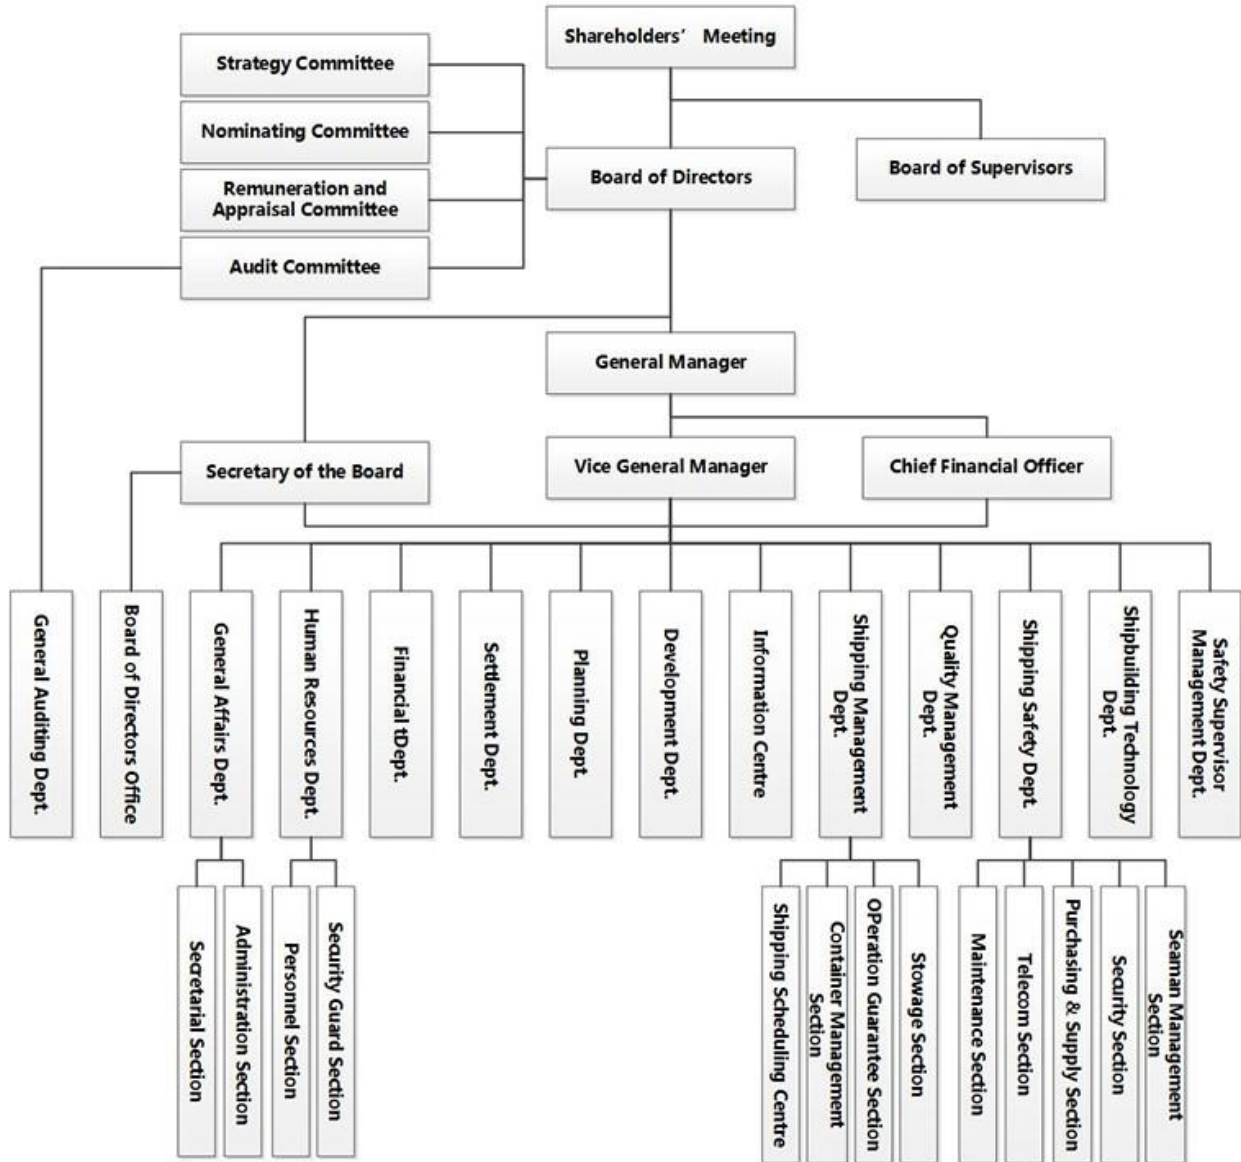 Shareholders' Meeting
Strategy Committee
Nominating Committee
Remuneration and
Appraisal Committee
Audit Committee
Board of Directors
Board of Supervisors
General Manager
Secretary of the Board
Vice General Manager
Chief Financial Officer
General Auditing Dept.
Board of Directors Office
General Affairs Dept.
Human Resources Dept.
Financial tDept.
Settlement Dept.
Planning Dept
Development Dept.
Information Centre
Shipping Management
Dept.
Quality Management
Dept.
Shipping Safety Dept.
Shipbuilding Technology
Dept.
Safety Supervisor
Management Dept.
Secretarial Section
Administration Section
Personnel Section
Security Guard Section
Shipping Scheduling Centre
Container Management
Section
OPeration Guarantee Section
Stowage Section
Maintenance Section
Telecom Section
Purchasing & Supply Section
Security Section
Seaman Management
Section